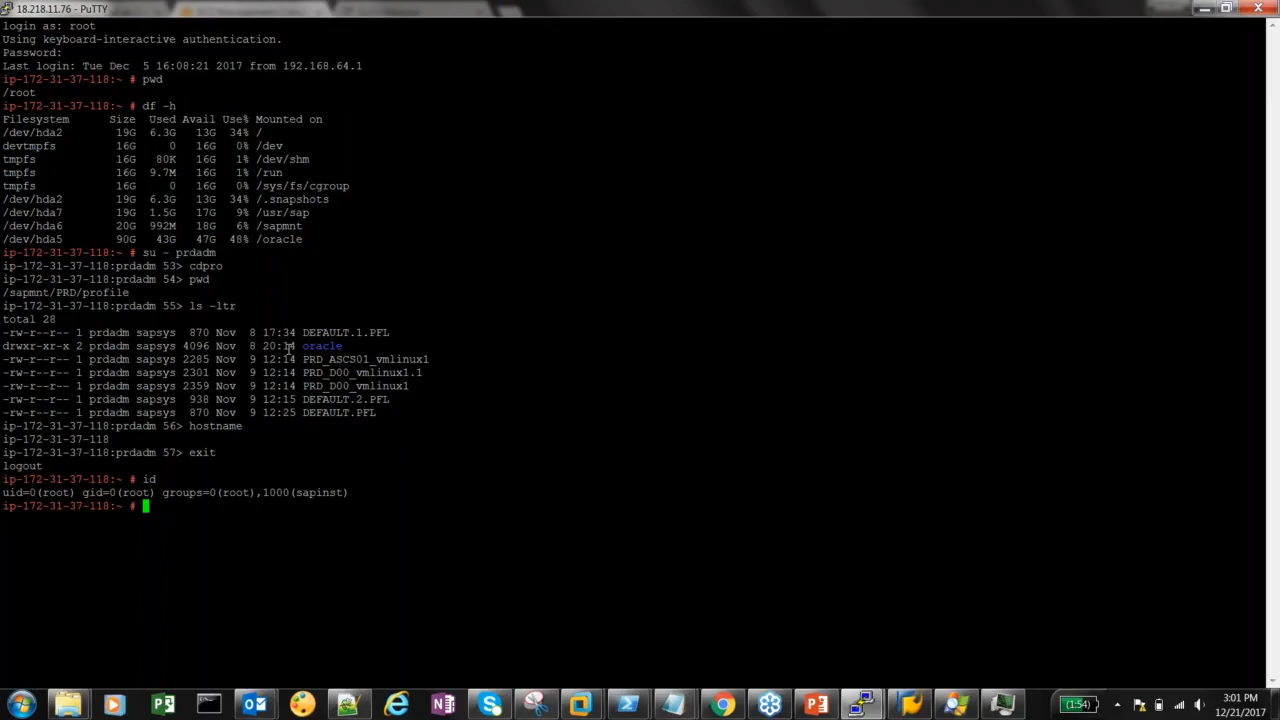 18.218.11.76 - PuTTY
login as: root
Using keyboard-interactive authentication.
Password:
Last login: Tue Dec  5 16:08:21 2017 from 192.168.64.1
ip-172-31-37-118:~ # pwd
/root
ip-172-31-37-118:~ # df -h
Filesystem      Size  Used Avail Use% Mounted on
/dev/hda2        19G  6.3G   13G  34% /
devtmpfs         16G     0   16G   0% /dev
tmpfs            16G   80K   16G   1% /dev/shm
tmpfs            16G  9.7M   16G   1% /run
tmpfs            16G     0   16G   0% /sys/fs/cgroup
/dev/hda2        19G  6.3G   13G  34% /.snapshots
/dev/hda7        19G  1.5G   17G   9% /usr/sap
/dev/hda6        20G  992M   18G   6% /sapmnt
/dev/hda5        90G   43G   47G  48% /oracle
ip-172-31-37-118:~ # su - prdadm
ip-172-31-37-118:prdadm 53> cdpro
ip-172-31-37-118:prdadm 54> pwd
/sapmnt/PRD/profile
ip-172-31-37-118:prdadm 55> ls -ltr
total 28
-rw-r--r-- 1 prdadm sapsys  870 Nov  8 17:34 DEFAULT.1.PFL
drwxr-xr-x 2 prdadm sapsys 4096 Nov  8 20:14 oracle
-rw-r--r-- 1 prdadm sapsys 2285 Nov  9 12:14 PRD_ASCS01_vmlinux1
-rw-r--r-- 1 prdadm sapsys 2301 Nov  9 12:14 PRD_D00_vmlinux1.1
-rw-r--r-- 1 prdadm sapsys 2359 Nov  9 12:14 PRD_D00_vmlinux1
-rw-r--r-- 1 prdadm sapsys  938 Nov  9 12:15 DEFAULT.2.PFL
-rw-r--r-- 1 prdadm sapsys  870 Nov  9 12:25 DEFAULT.PFL
ip-172-31-37-118:prdadm 56> hostname
ip-172-31-37-118
ip-172-31-37-118:prdadm 57> exit
logout
ip-172-31-37-118:~ # id
uid=0(root) gid=0(root) groups=0(root),1000(sapinst)
ip-172-31-37-118:~ #
(1:54)
3:01 PM
12/21/2017